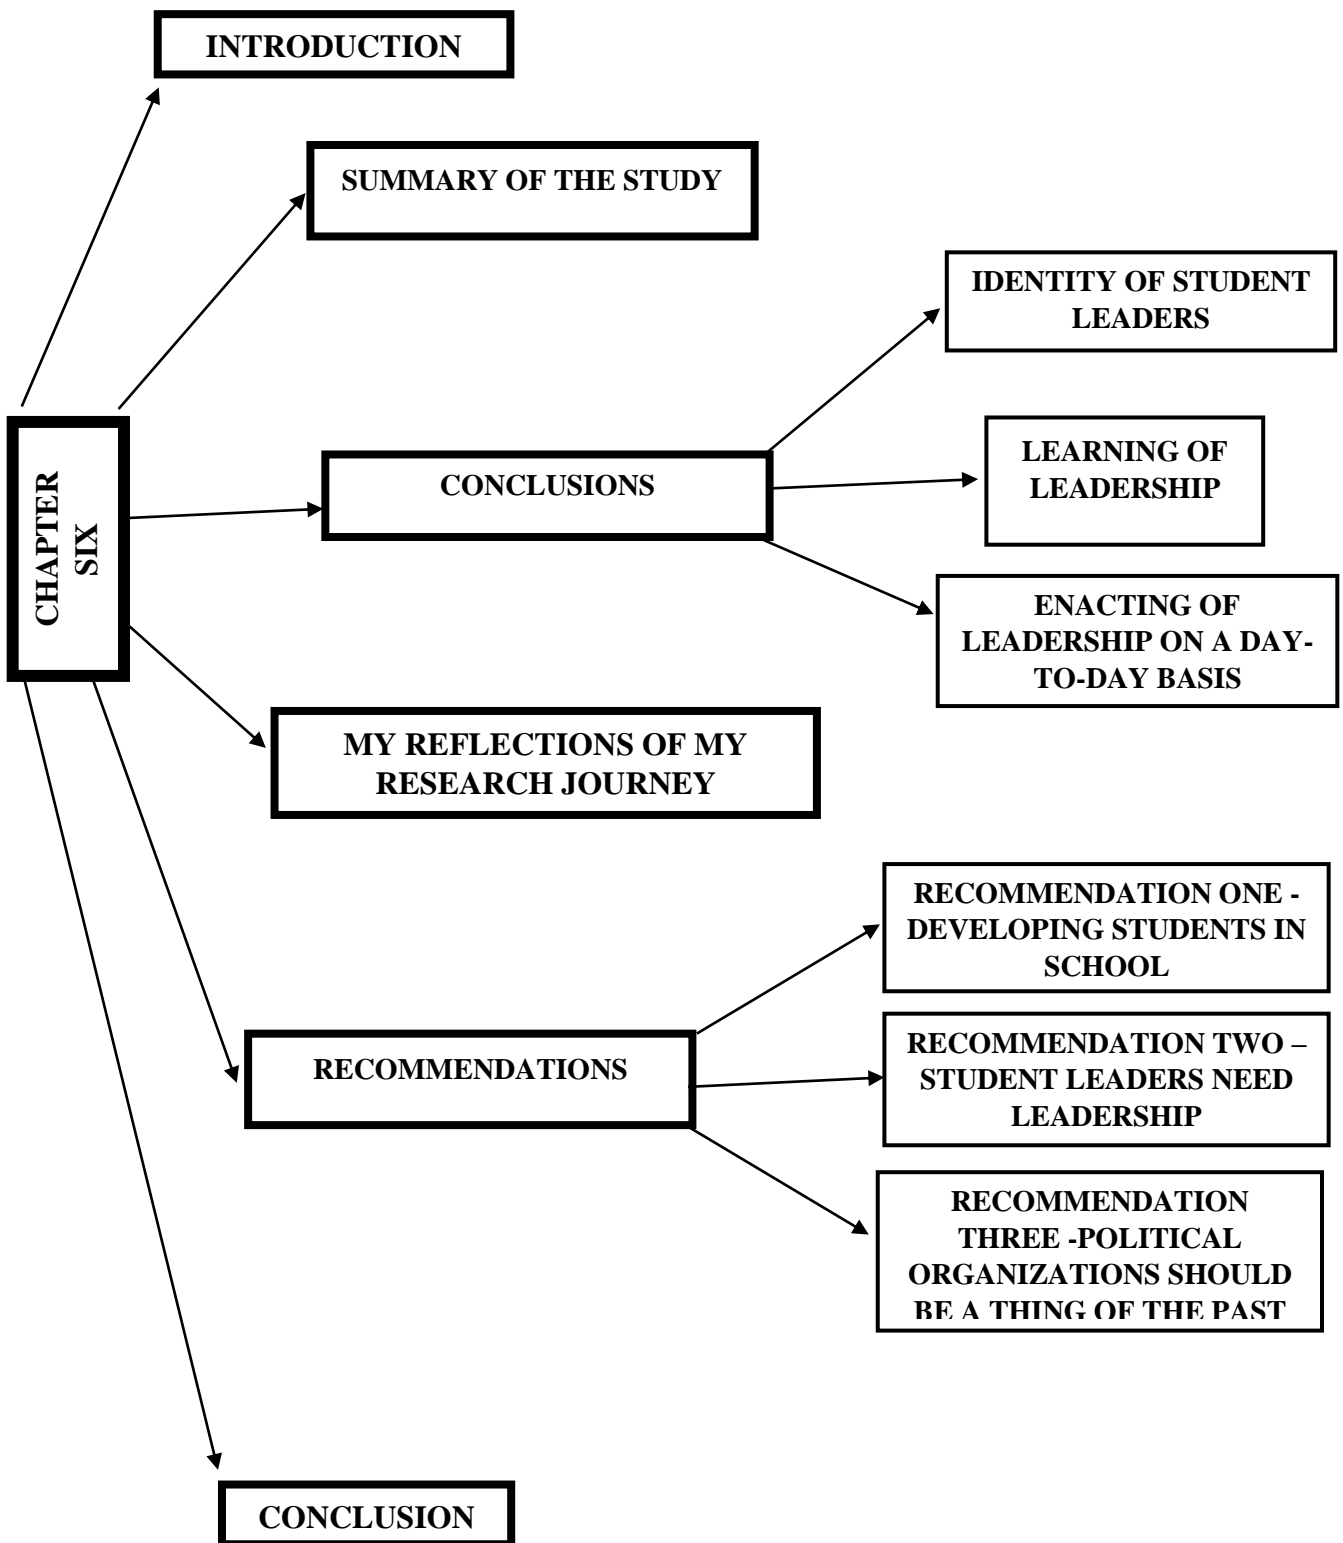 INTRODUCTION
SUMMARY OF THE STUDY
IDENTITY OF STUDENT
LEADERS
LEARNING OF
LEADERSHIP
CONCLUSIONS
CHAPTER
SIX
ENACTING OF
LEADERSHIP ON A DAY-
TO-DAY BASIS
MY REFLECTIONS OF MY
RESEARCH JOURNEY
RECOMMENDATION ONE -
DEVELOPING STUDENTS IN
SCHOOL
RECOMMENDATIONS
RECOMMENDATION TWO –
STUDENT LEADERS NEED
LEADERSHIP
RECOMMENDATION
THREE -POLITICAL
ORGANIZATIONS SHOULD
BE A THING OF THE PAST
CONCLUSION